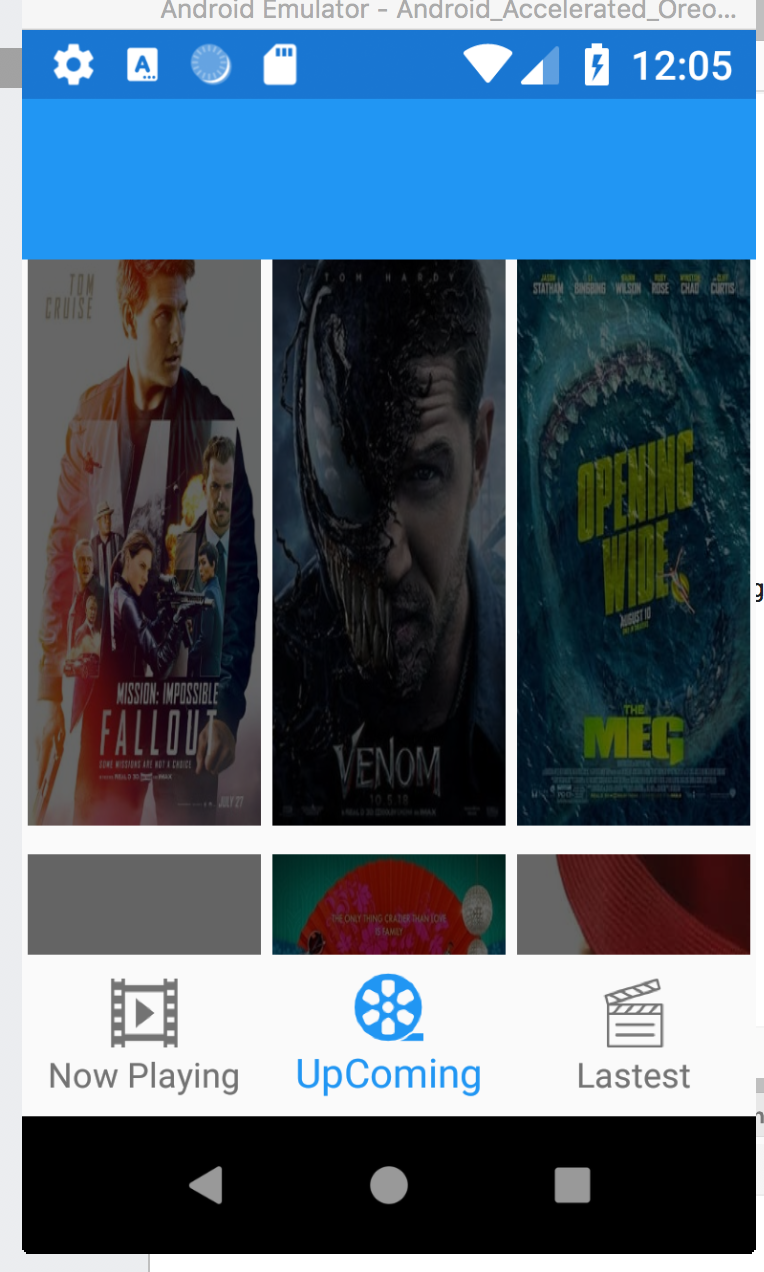 Android Emulator - Android_Accelerated_Oreo...
A
12:05
TOM
CRUISE
TOM HARDY
JASON STATHAM LI BINGBING RAINN WILSON RUBY ROSE WINSTON CHAO CLIFF CURTIS
OPENING
WIDE
AUGUST 10
MISSION: IMPOSSIBLE
FALLOUT
SOME MISSIONS ARE NOT A CHOICE
JULY 27
VENOM
10.5.18
THE
MEG
THE ONLY THING CRAZIER THAN LOVE
IS FAMILY
Now Playing
UpComing
Lastest